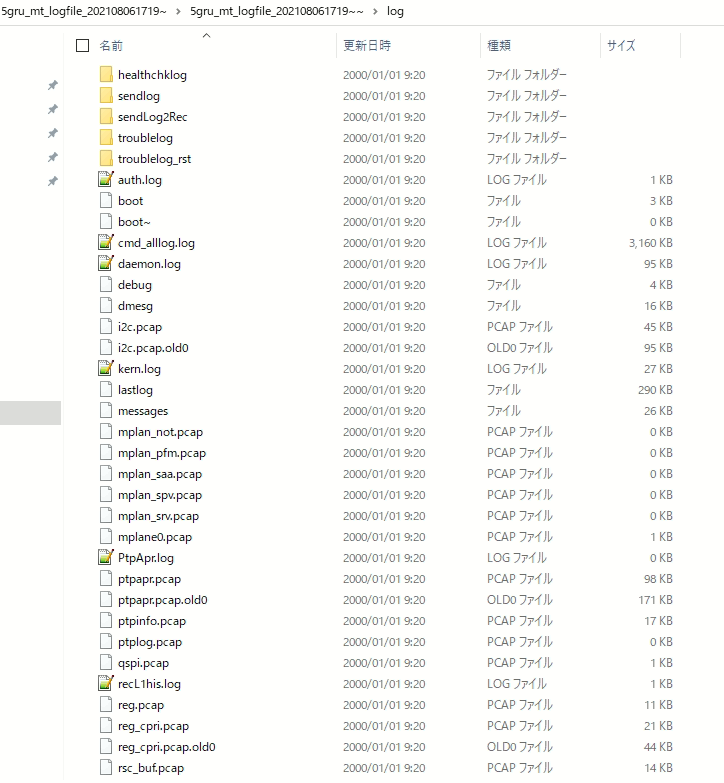 5gru_mt_logfile_202108061719~ > 5gru_mt_logfile_202108061719~~ > log
名前 更新日時 種類 サイズ
healthchklog 2000/01/01 9:20 ファイル フォルダー
sendlog 2000/01/01 9:20 ファイル フォルダー
sendLog2Rec 2000/01/01 9:20 ファイル フォルダー
troublelog 2000/01/01 9:20 ファイル フォルダー
troublelog_rst 2000/01/01 9:20 ファイル フォルダー
auth.log 2000/01/01 9:20 LOG ファイル 1 KB
boot 2000/01/01 9:20 ファイル 3 KB
boot~ 2000/01/01 9:20 ファイル 0 KB
cmd_alllog.log 2000/01/01 9:20 LOG ファイル 3,160 KB
daemon.log 2000/01/01 9:20 LOG ファイル 95 KB
debug 2000/01/01 9:20 ファイル 4 KB
dmesg 2000/01/01 9:20 ファイル 16 KB
i2c.pcap 2000/01/01 9:20 PCAP ファイル 45 KB
i2c.pcap.old0 2000/01/01 9:20 OLD0 ファイル 95 KB
kern.log 2000/01/01 9:20 LOG ファイル 27 KB
lastlog 2000/01/01 9:20 ファイル 290 KB
messages 2000/01/01 9:20 ファイル 26 KB
mplan_not.pcap 2000/01/01 9:20 PCAP ファイル 0 KB
mplan_pfm.pcap 2000/01/01 9:20 PCAP ファイル 0 KB
mplan_saa.pcap 2000/01/01 9:20 PCAP ファイル 0 KB
mplan_spv.pcap 2000/01/01 9:20 PCAP ファイル 0 KB
mplan_srv.pcap 2000/01/01 9:20 PCAP ファイル 0 KB
mplane0.pcap 2000/01/01 9:20 PCAP ファイル 1 KB
PtpApr.log 2000/01/01 9:20 LOG ファイル 0 KB
ptpapr.pcap 2000/01/01 9:20 PCAP ファイル 98 KB
ptpapr.pcap.old0 2000/01/01 9:20 OLD0 ファイル 171 KB
ptpinfo.pcap 2000/01/01 9:20 PCAP ファイル 17 KB
ptplog.pcap 2000/01/01 9:20 PCAP ファイル 0 KB
qspi.pcap 2000/01/01 9:20 PCAP ファイル 1 KB
recL1his.log 2000/01/01 9:20 LOG ファイル 1 KB
reg.pcap 2000/01/01 9:20 PCAP ファイル 11 KB
reg_cpri.pcap 2000/01/01 9:20 PCAP ファイル 21 KB
reg_cpri.pcap.old0 2000/01/01 9:20 OLD0 ファイル 44 KB
rsc_buf.pcap 2000/01/01 9:20 PCAP ファイル 14 KB